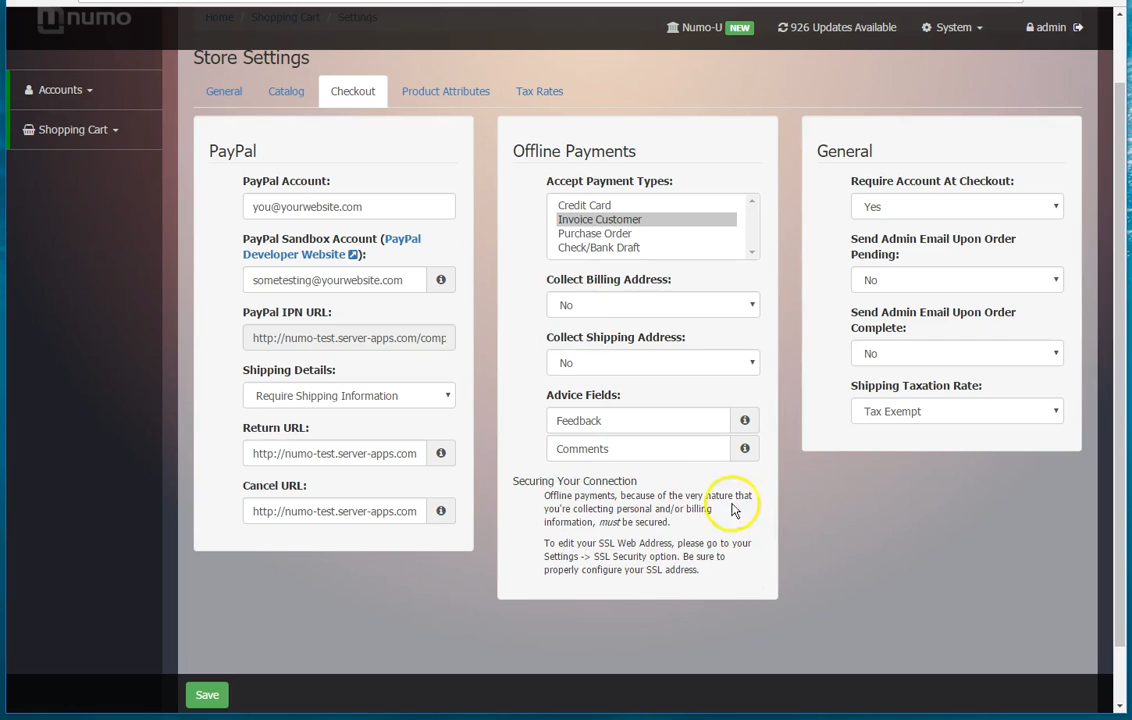 numo
Home Shopping Cart Settings
Numo-U NEW
926 Updates Available
System
admin
Accounts
Shopping Cart
Store Settings
General
Catalog
Checkout
Product Attributes
Tax Rates
PayPal
PayPal Account:
you@yourwebsite.com
PayPal Sandbox Account (PayPal
Developer Website ):
sometesting@yourwebsite.com
PayPal IPN URL:
http://numo-test.server-apps.com/comp
Shipping Details:
Require Shipping Information
Return URL:
http://numo-test.server-apps.com
Cancel URL:
http://numo-test.server-apps.com
Offline Payments
Accept Payment Types:
Credit Card
Invoice Customer
Purchase Order
Check/Bank Draft
Collect Billing Address:
No
Collect Shipping Address:
No
Advice Fields:
Feedback
Comments
Securing Your Connection
Offline payments, because of the very nature that
you're collecting personal and/or billing
information, must be secured.
To edit your SSL Web Address, please go to your
Settings -> SSL Security option. Be sure to
properly configure your SSL address.
General
Require Account At Checkout:
Yes
Send Admin Email Upon Order
Pending:
No
Send Admin Email Upon Order
Complete:
No
Shipping Taxation Rate:
Tax Exempt
Save